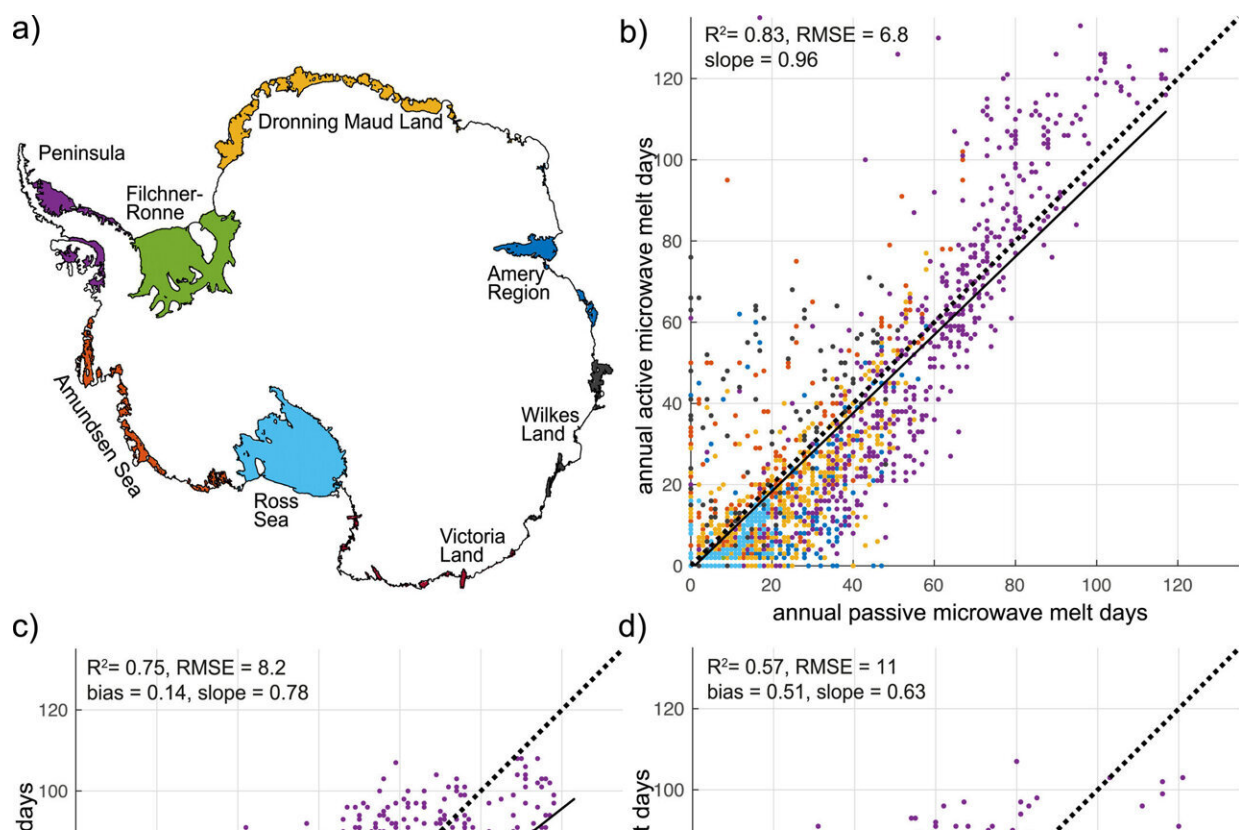 a)
Dronning Maud Land
Peninsula
Filchner-
Ronne
Amery
Region
Amundsen Sea
Wilkes
Land
Ross
Sea
Victoria
Land
b)
R²= 0.83, RMSE = 6.8
slope = 0.96
annual active microwave melt days
120
100
80
60
40
20
0
0 20 40 60 80 100 120
annual passive microwave melt days
c)
R²= 0.75, RMSE = 8.2
bias = 0.14, slope = 0.78
120
100
days
d)
R²= 0.57, RMSE = 11
bias = 0.51, slope = 0.63
120
100
days